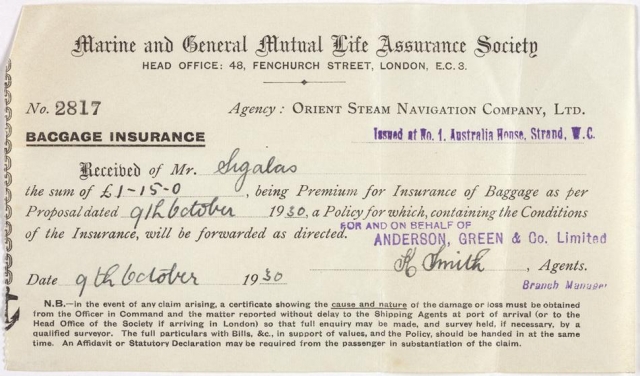 Marine and General Mutual Life Assurance Society
HEAD OFFICE: 48, FENCHURCH STREET, LONDON, E.C. 3.
No. 2817 Agency: ORIENT STEAM NAVIGATION COMPANY, LTD.
BAGGAGE INSURANCE Issued at No. 1. Australia House, Strand, W.C.
Received of Mr. Sigalas
the sum of £1-15-0, being Premium for Insurance of Baggage as per
Proposal dated 9th October 1930, a Policy for which, containing the Conditions
of the Insurance, will be forwarded as directed. FOR AND ON BEHALF OF
ANDERSON, GREEN & Co. Limited
K Smith, Agents.
Date 9th October 1930 Branch Manager
N.B.—In the event of any claim arising, a certificate showing the cause and nature of the damage or loss must be obtained
from the Officer in Command and the matter reported without delay to the Shipping Agents at port of arrival (or to the
Head Office of the Society if arriving in London) so that full enquiry may be made, and survey held, if necessary, by a
qualified surveyor. The full particulars with Bills, &c., in support of values, and the Policy, should be handed in at the same
time. An Affidavit or Statutory Declaration may be required from the passenger in substantiation of the claim.